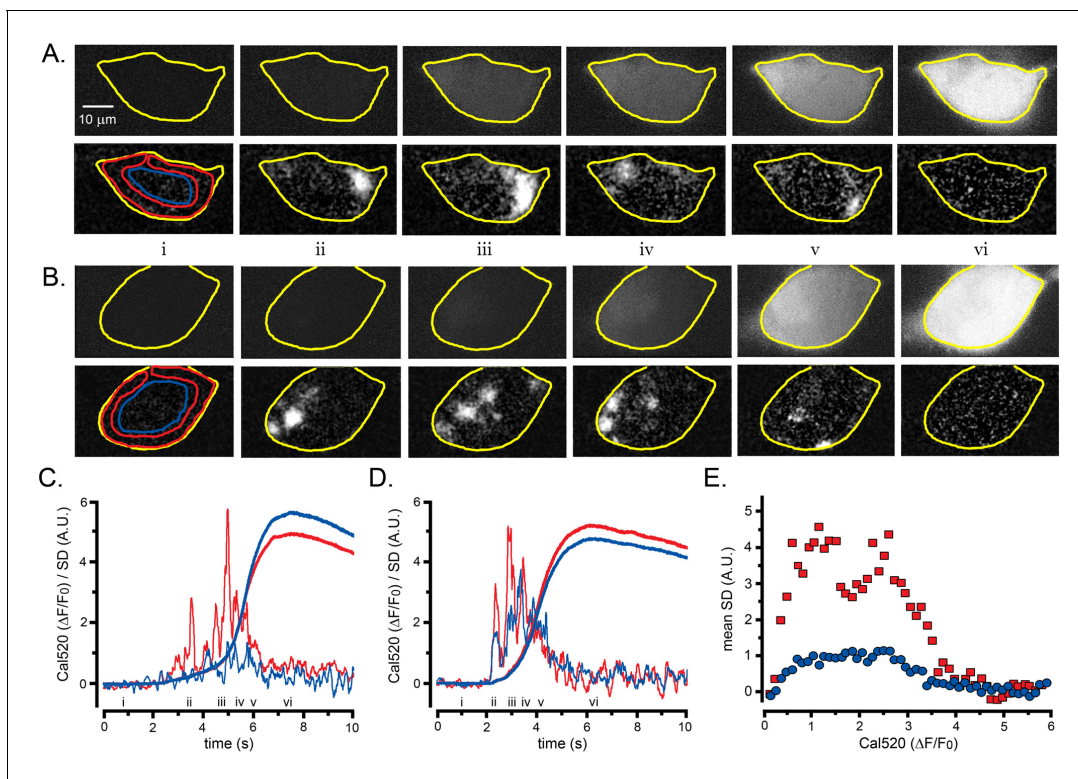 A.
10 μm
i ii iii iv v vi
B.
C. D. E.
Cal520 (ΔF/F0) / SD (A.U.)
6
4
2
0
i ii iii iv v vi
0 2 4 6 8 10
time (s)
Cal520 (ΔF/F0) / SD (A.U.)
6
4
2
0
i ii iii iv v vi
0 2 4 6 8 10
time (s)
mean SD (A.U.)
5
4
3
2
1
0
0 1 2 3 4 5 6
Cal520 (ΔF/F0)